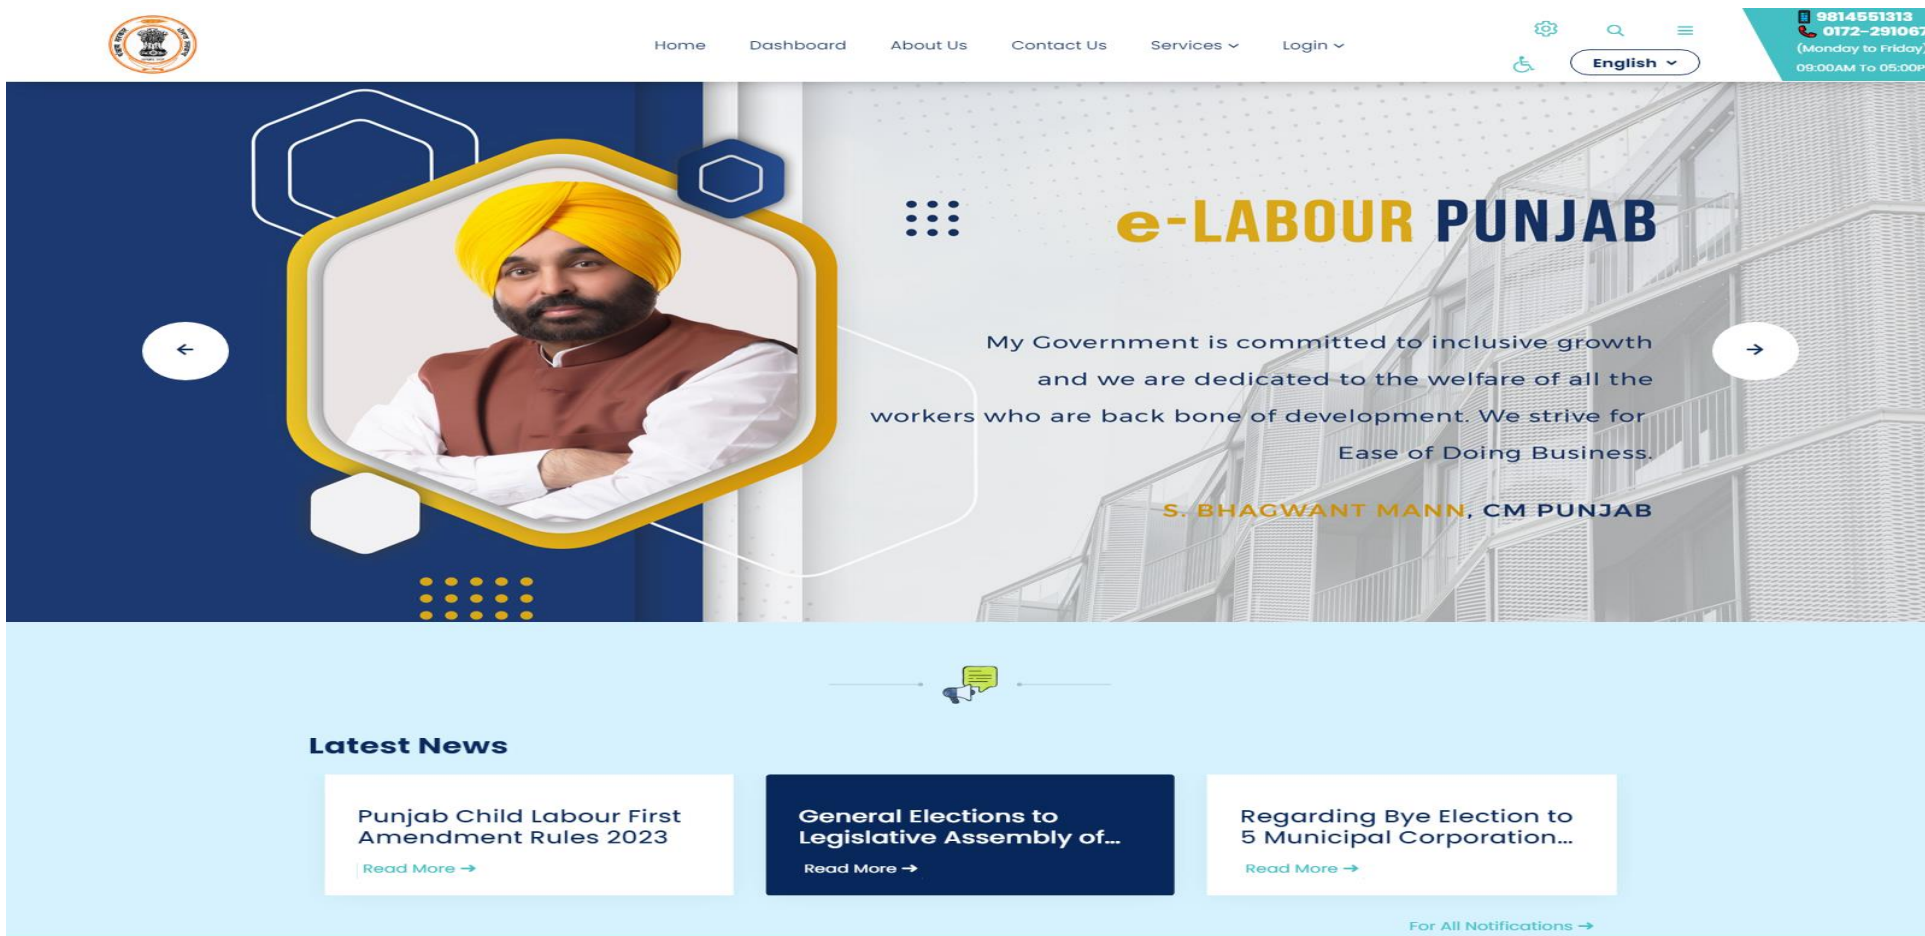 Home
Dashboard
About Us
Contact Us
Services
Login
English
9814551313
0172-291067
(Monday to Friday)
09:00AM To 05:00P
e-LABOUR PUNJAB
My Government is committed to inclusive growth
and we are dedicated to the welfare of all the
workers who are back bone of development. We strive for
Ease of Doing Business.
S. BHAGWANT MANN, CM PUNJAB
Latest News
Punjab Child Labour First
Amendment Rules 2023
Read More →
General Elections to
Legislative Assembly of...
Read More →
Regarding Bye Election to
5 Municipal Corporation...
Read More →
For All Notifications →